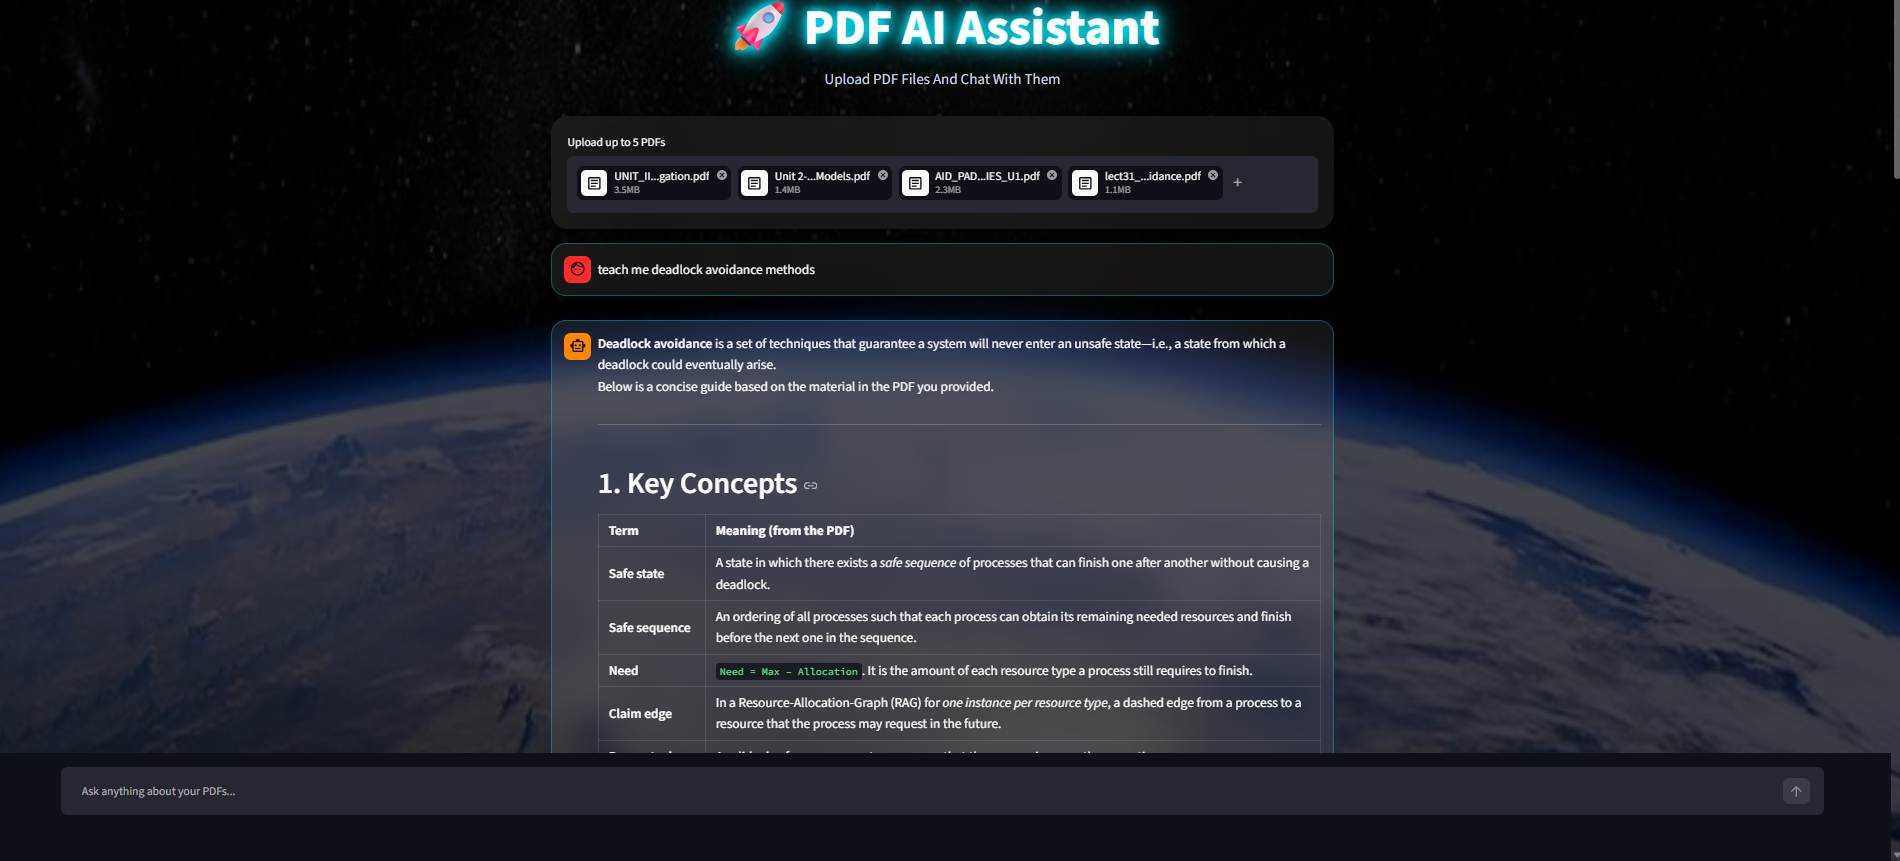 PDF AI Assistant
Upload PDF Files And Chat With Them
Upload up to 5 PDFs
UNIT_II...gation.pdf
3.5MB
Unit 2-...Models.pdf
1.4MB
AID_PAD...IES_U1.pdf
2.3MB
lect31_...idance.pdf
1.1MB
teach me deadlock avoidance methods
Deadlock avoidance is a set of techniques that guarantee a system will never enter an unsafe state—i.e., a state from which a
deadlock could eventually arise.
Below is a concise guide based on the material in the PDF you provided.
1. Key Concepts
Term
Meaning (from the PDF)
Safe state
A state in which there exists a safe sequence of processes that can finish one after another without causing a
deadlock.
Safe sequence
An ordering of all processes such that each process can obtain its remaining needed resources and finish
before the next one in the sequence.
Need
Need = Max – Allocation. It is the amount of each resource type a process still requires to finish.
Claim edge
In a Resource-Allocation-Graph (RAG) for one instance per resource type, a dashed edge from a process to a
resource that the process may request in the future.
Ask anything about your PDFs...